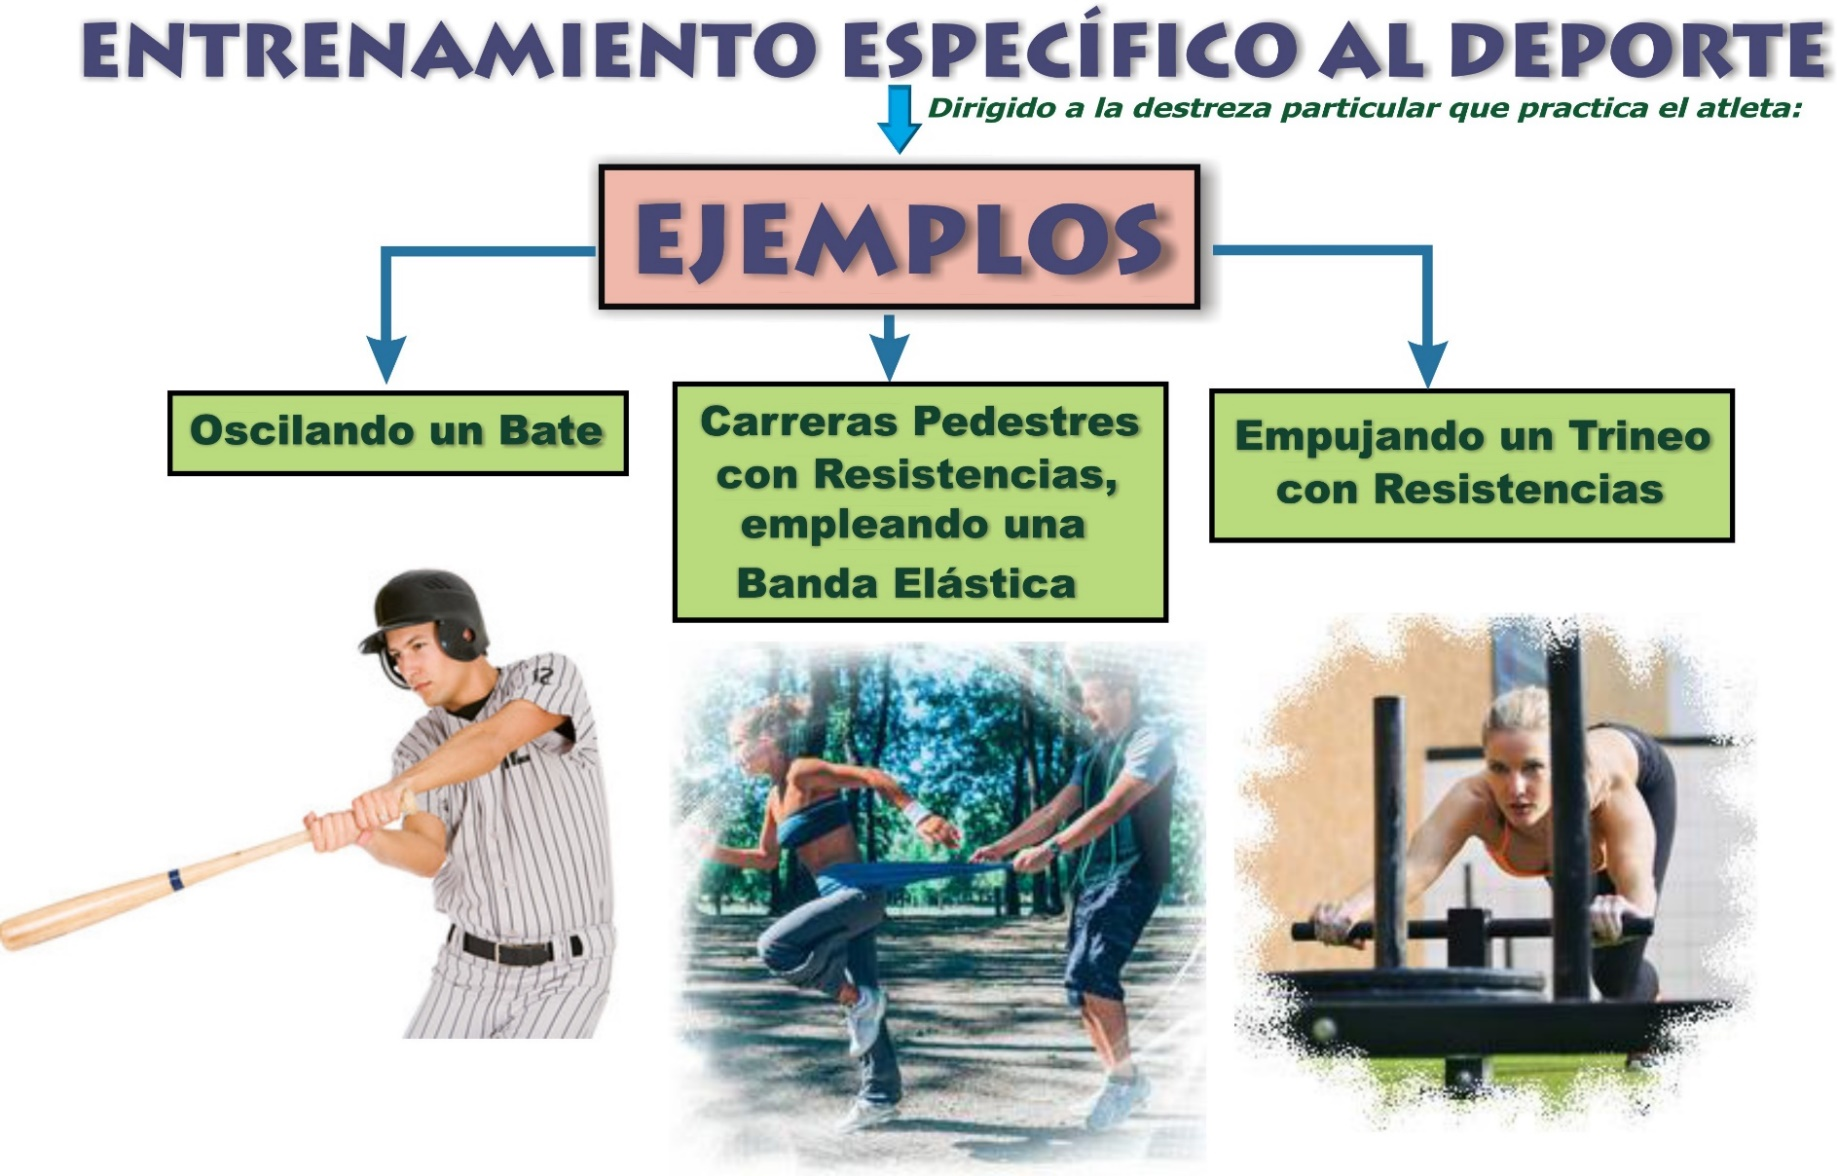 ENTRENAMIENTO ESPECÍFICO AL DEPORTE
Dirigido a la destreza particular que practica el atleta:
EJEMPLOS
Oscilando un Bate
Carreras Pedestres
con Resistencias,
empleando una
Banda Elástica
Empujando un Trineo
con Resistencias
12